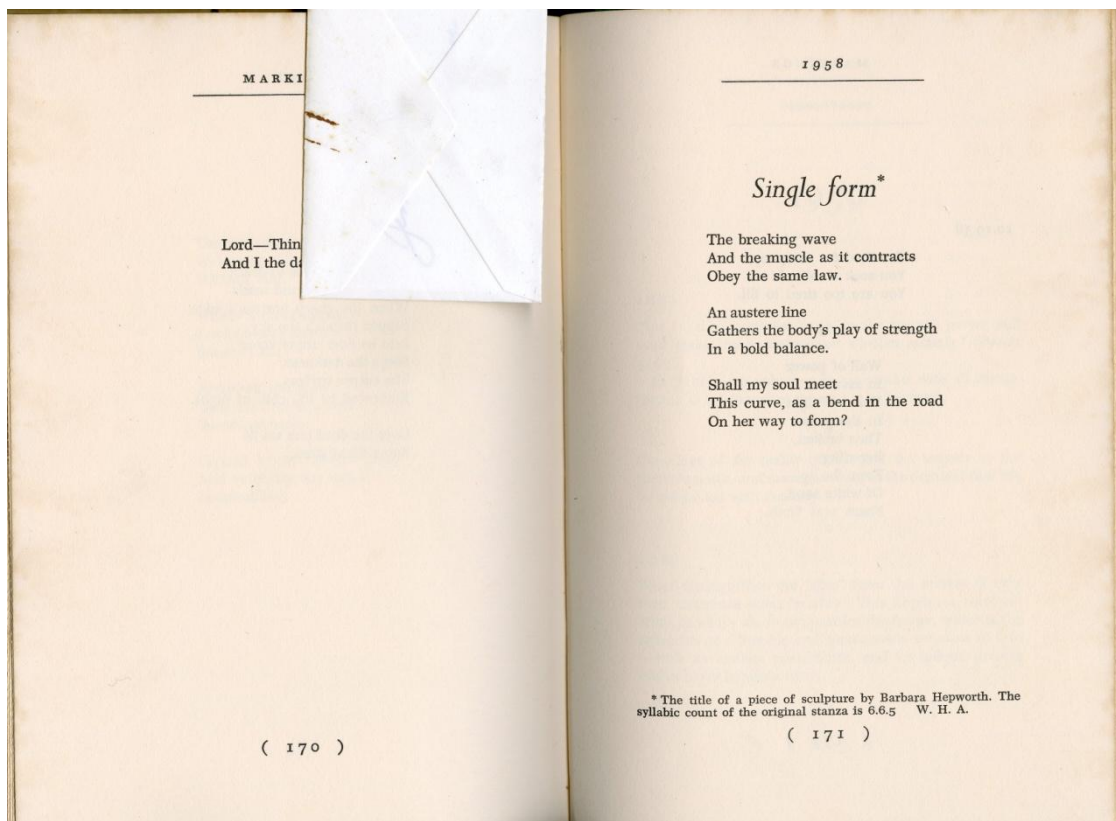 MARKI
Lord—Thin
And I the da
( 170 )
1958
Single form*
The breaking wave
And the muscle as it contracts
Obey the same law.
An austere line
Gathers the body's play of strength
In a bold balance.
Shall my soul meet
This curve, as a bend in the road
On her way to form?
* The title of a piece of sculpture by Barbara Hepworth. The
syllabic count of the original stanza is 6.6.5 W. H. A.
( 171 )